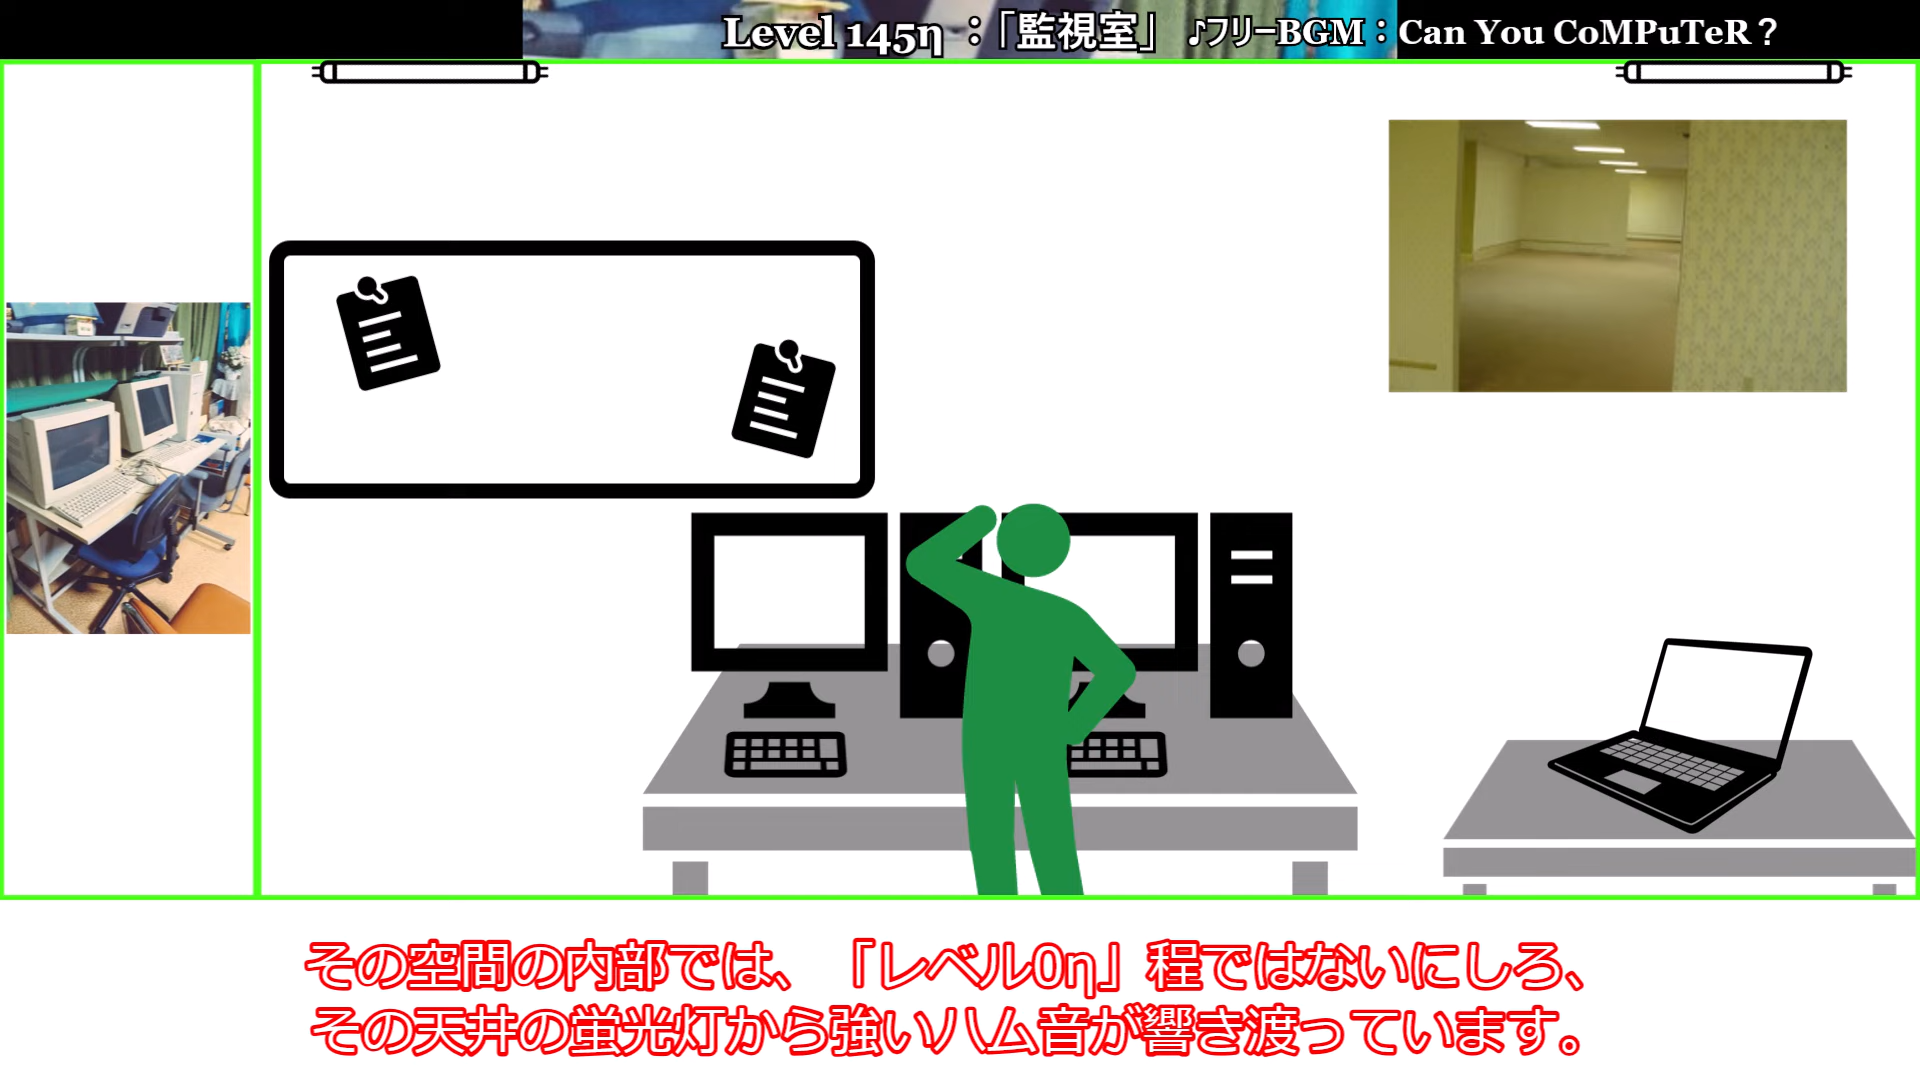 Level 145η：「監視室」 ♪フリーBGM：Can You CoMPuTeR？
その空間の内部では、「レベル0η」程ではないにしろ、
その天井の蛍光灯から強いハム音が響き渡っています。